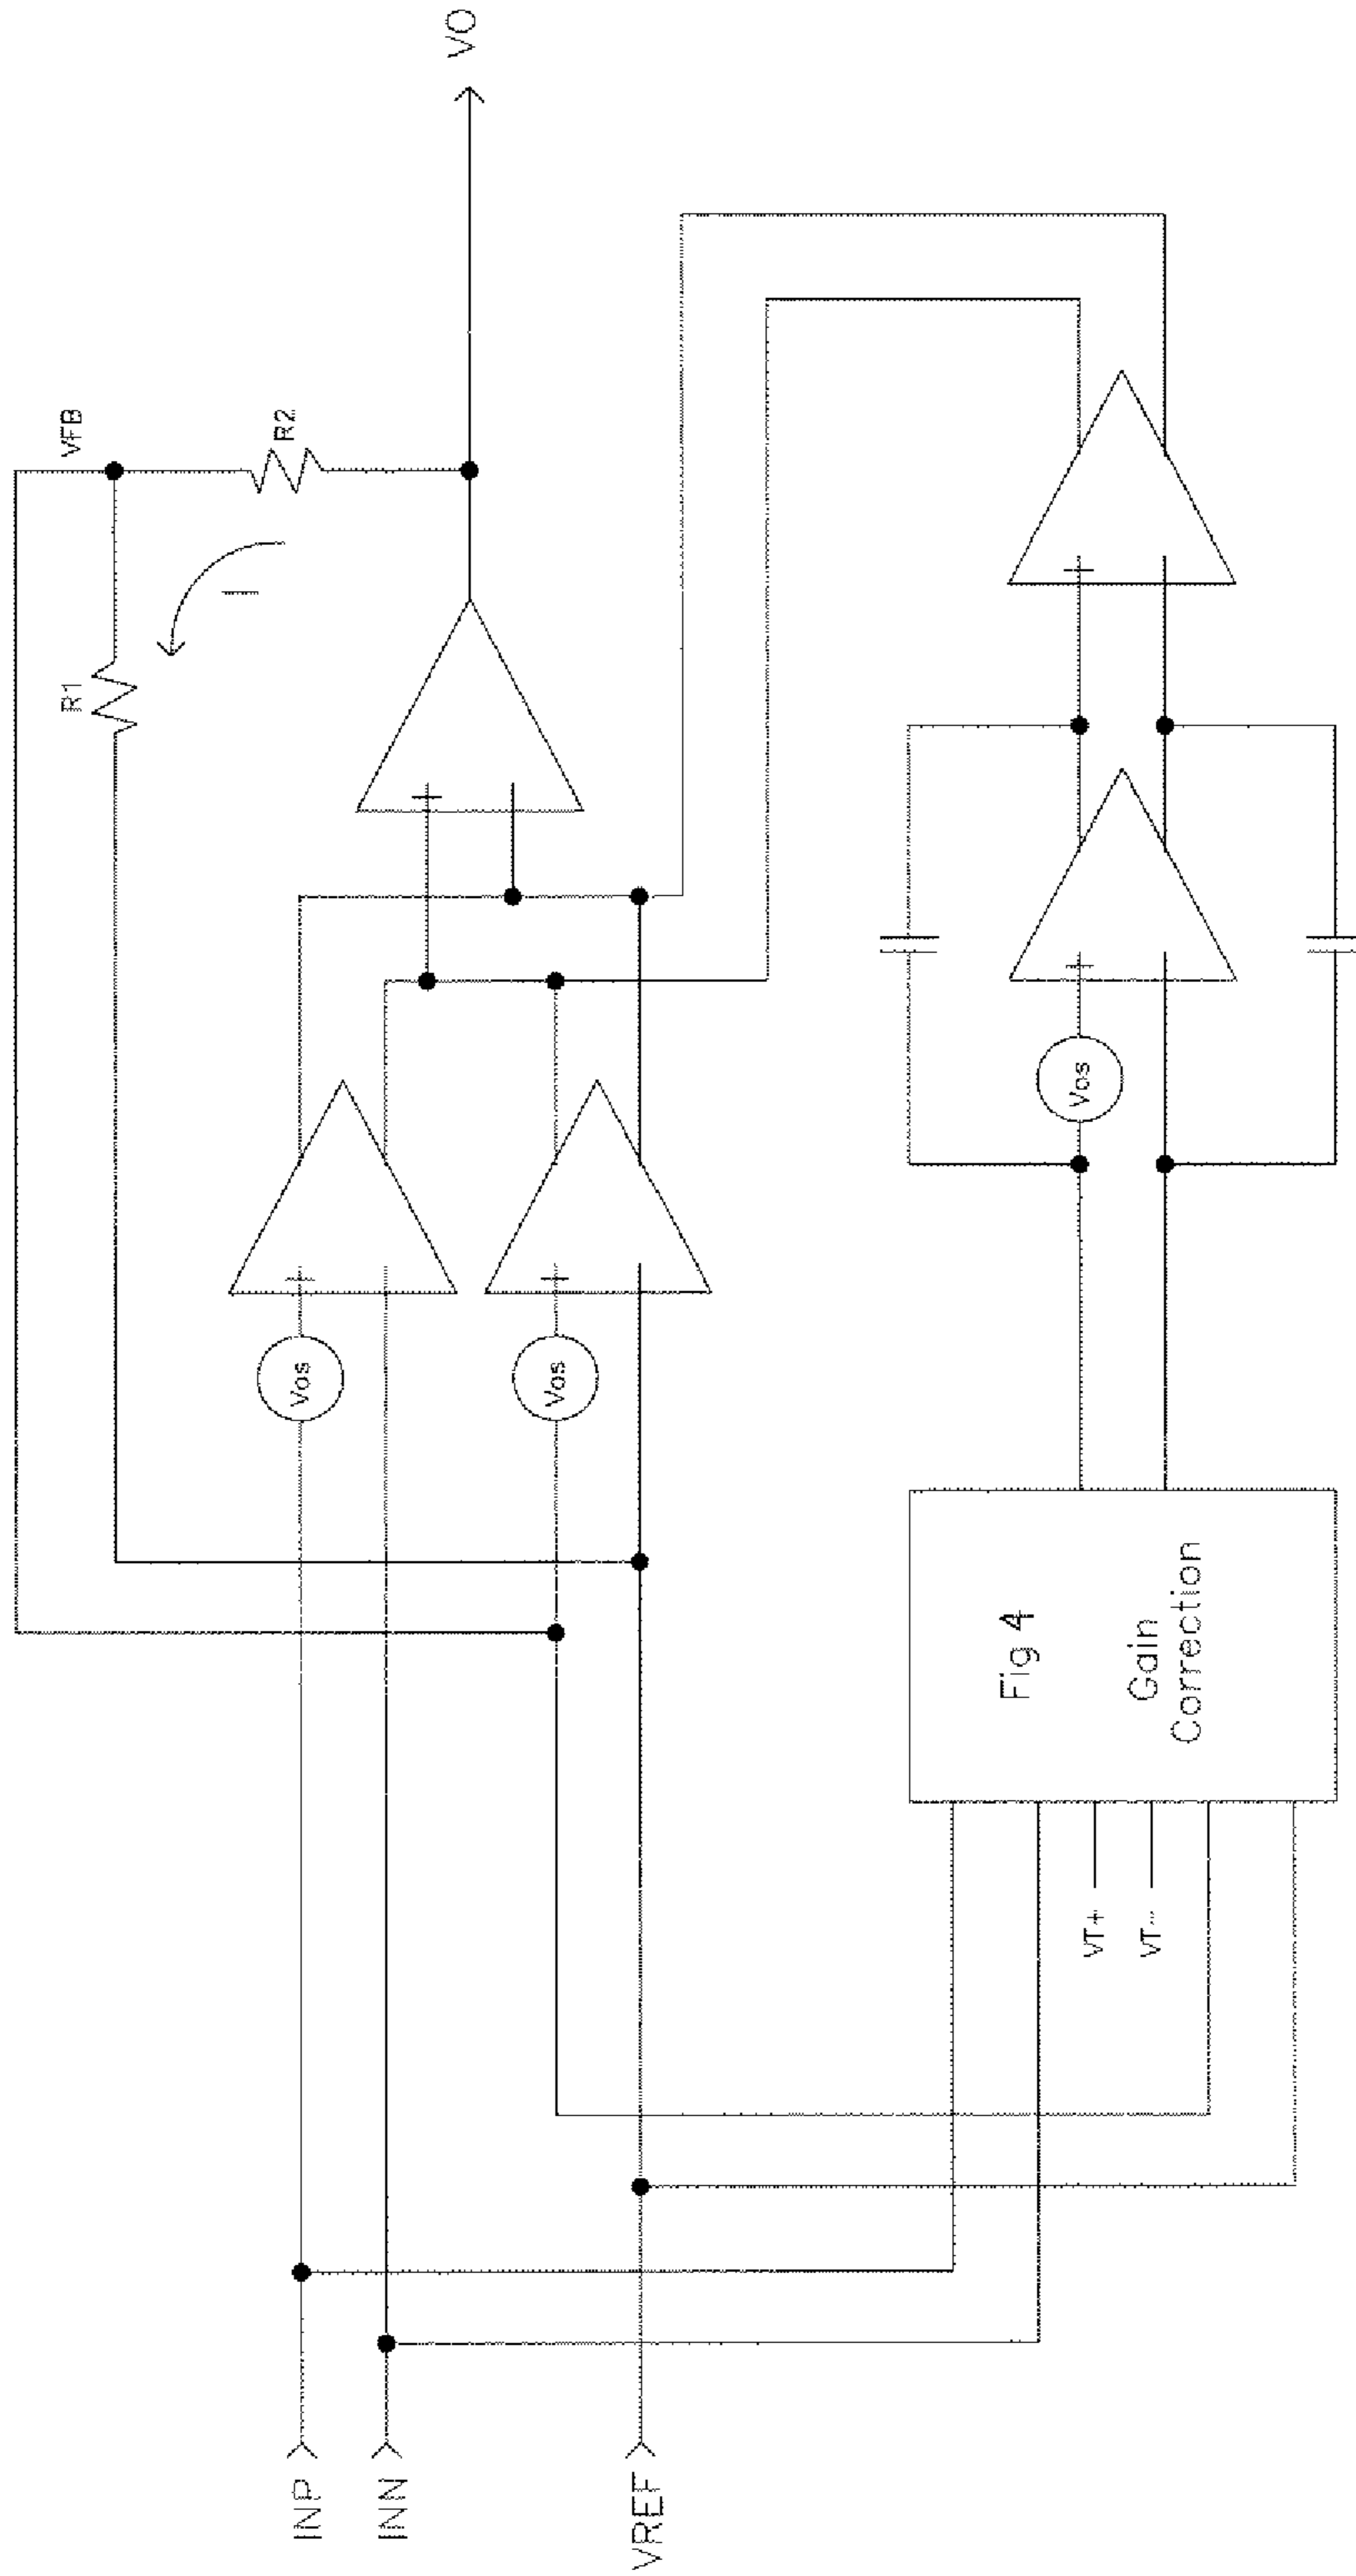 INP
INN
VREF
Vos
Vos
R1
I
VFB
R2
VO
VT+
VT-
Fig 4
Gain
Correction
Vos
+
+
+
+
+